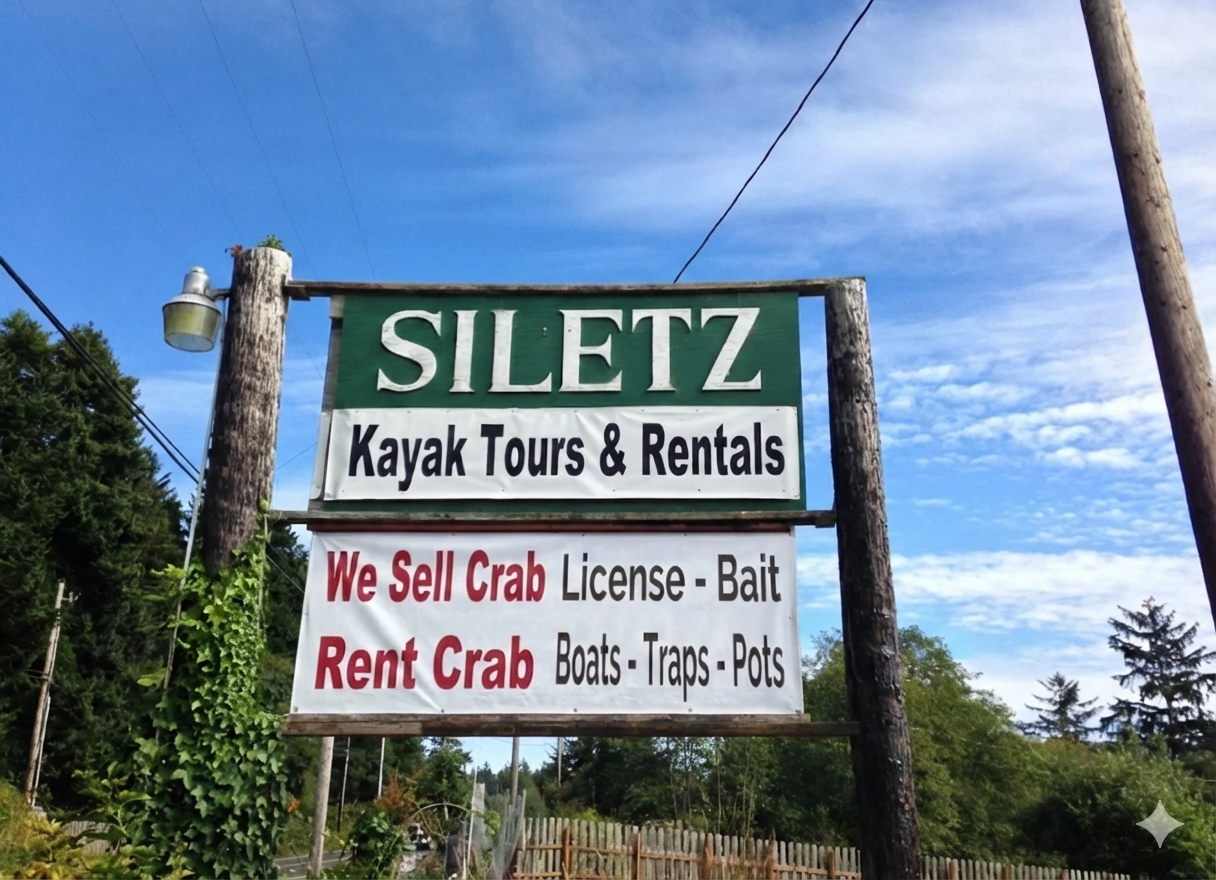 SILETZ
Kayak Tours & Rentals
We Sell Crab License - Bait
Rent Crab Boats - Traps - Pots